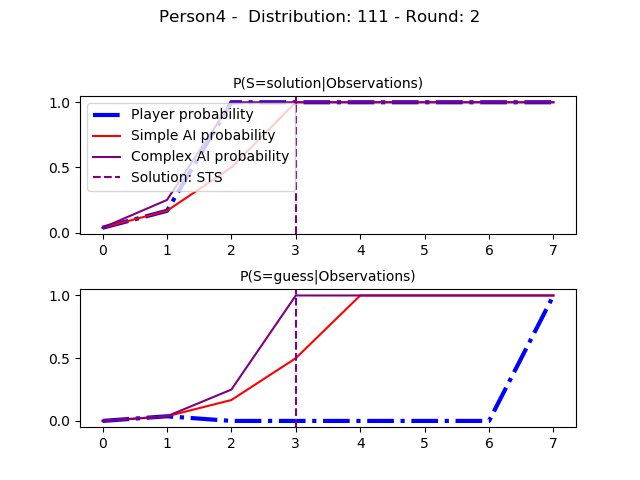 Person4 -  Distribution: 111 - Round: 2
P(S=solution|Observations)
1.0
0.5
0.0
Player probability
Simple AI probability
Complex AI probability
Solution: STS
0 1 2 3 4 5 6 7
P(S=guess|Observations)
1.0
0.5
0.0
0 1 2 3 4 5 6 7